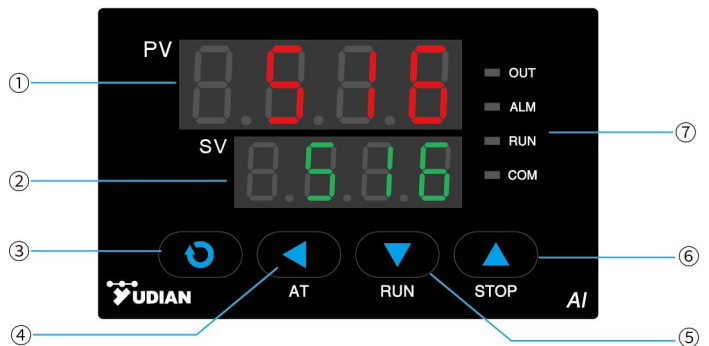 PV
① 516
OUT
ALM
⑦
SV
RUN
② 516
COM
③
⑥
AT RUN STOP
YUDIAN
AI
④
⑤